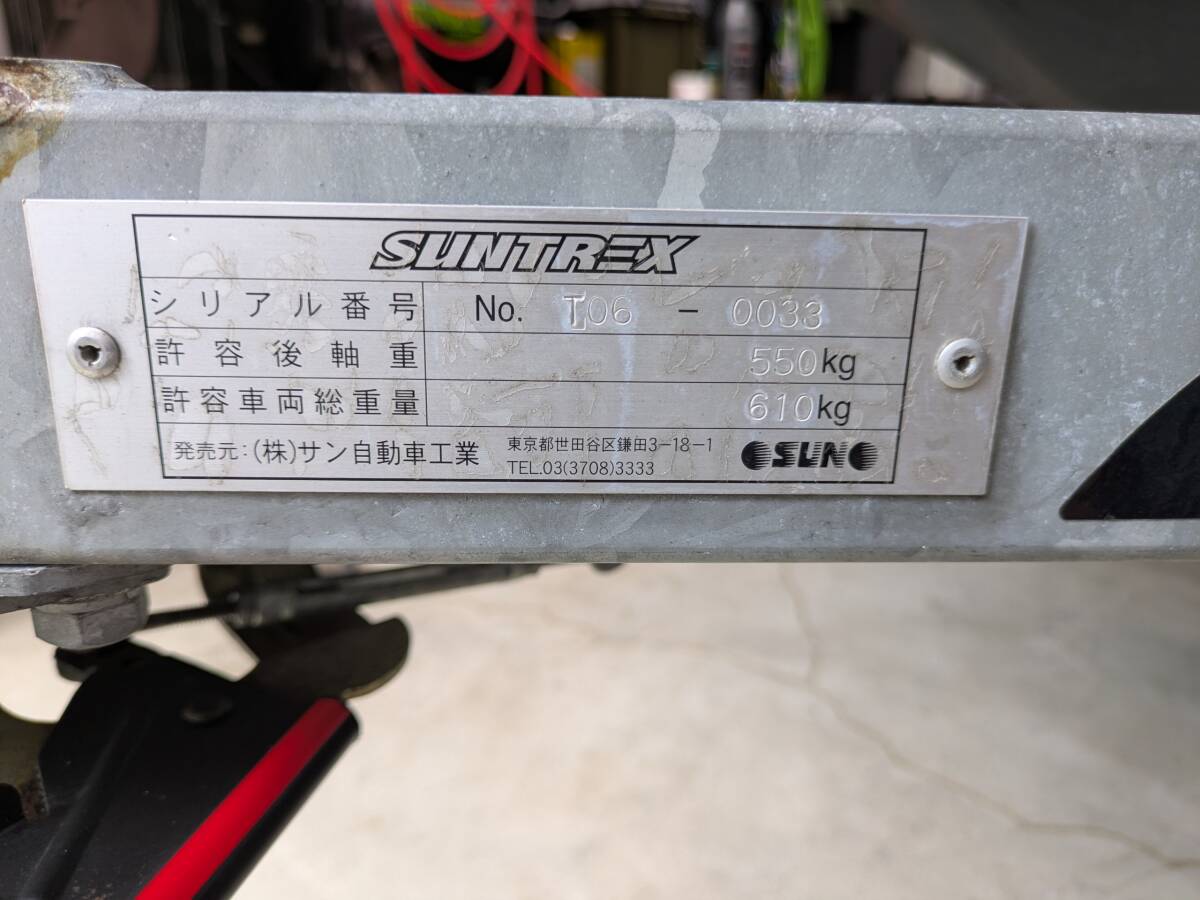 SUNTREX
シリアル番号 No. T06 - 0033
許容後軸重 550kg
許容車両総重量 610kg
発売元:(株)サン自動車工業 東京都世田谷区鎌田3-18-1
TEL.03(3708)3333
SUN